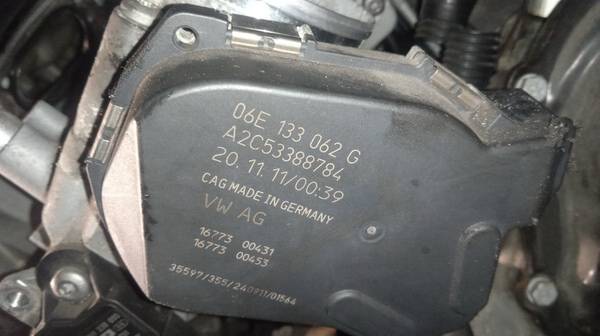 06E 133 062 G
A2C53388784
20.11.11/00:39
CAG MADE IN GERMANY
VW AG
16773 00431
16773 00453
35597/355/240911/01564